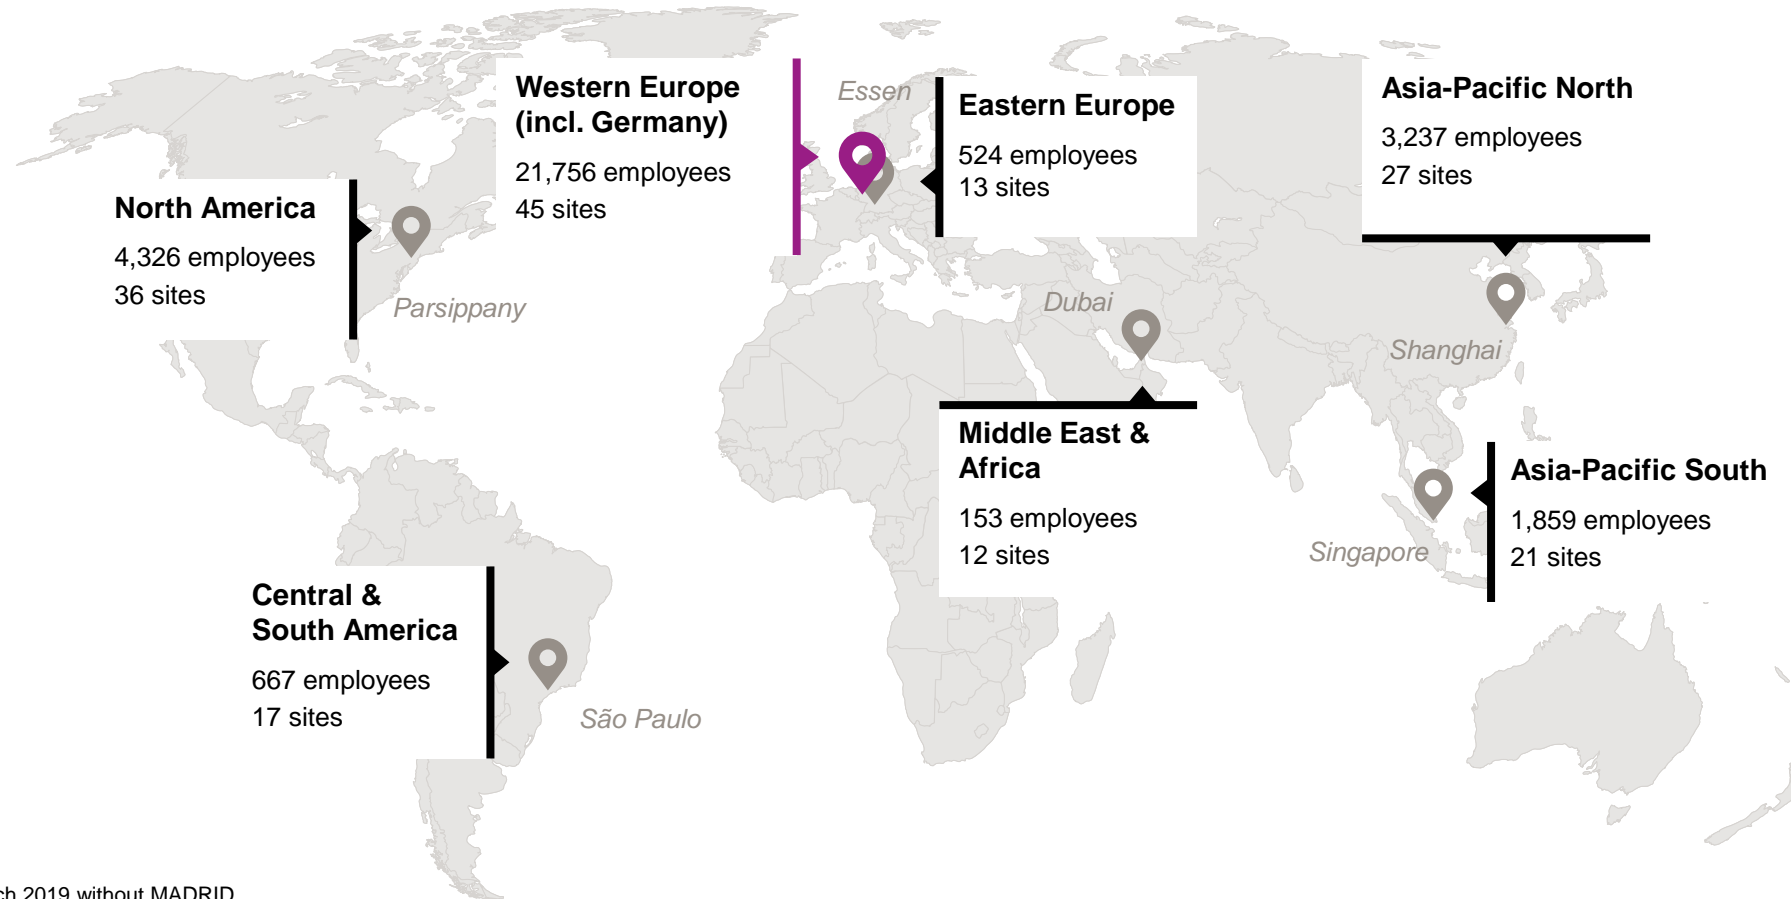 Western Europe
(incl. Germany)
21,756 employees
45 sites
Essen
Eastern Europe
524 employees
13 sites
Asia-Pacific North
3,237 employees
27 sites
North America
4,326 employees
36 sites
Parsippany
Dubai
Shanghai
Middle East &
Africa
153 employees
12 sites
Asia-Pacific South
1,859 employees
21 sites
Singapore
Central &
South America
667 employees
17 sites
São Paulo
2019 without MADRID